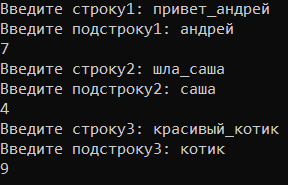 Введите строку1: привет_андрей
Введите подстроку1: андрей
7
Введите строку2: шла_саша
Введите подстроку2: саша
4
Введите строку3: красивый_котик
Введите подстроку3: котик
9